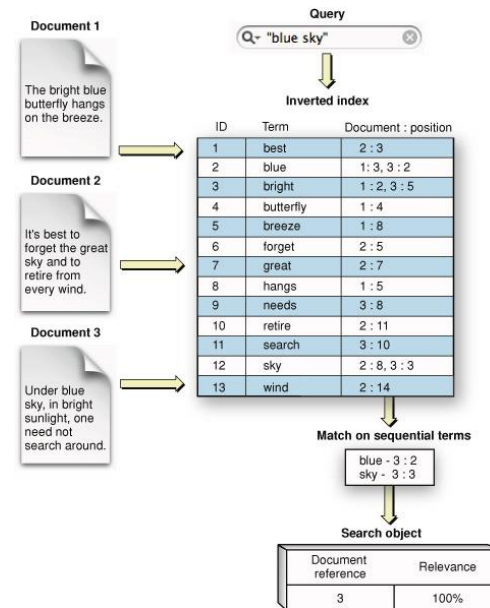 Query
"blue sky"
Document 1
The bright blue
butterfly hangs
on the breeze.
Document 2
It's best to
forget the great
sky and to
retire from
every wind.
Document 3
Under blue
sky, in bright
sunlight, one
need not
search around.
Inverted index
ID Term Document : position
1 best 2 : 3
2 blue 1: 3, 3 : 2
3 bright 1 : 2, 3 : 5
4 butterfly 1 : 4
5 breeze 1 : 8
6 forget 2 : 5
7 great 2 : 7
8 hangs 1 : 5
9 needs 3 : 8
10 retire 2 : 11
11 search 3 : 10
12 sky 2 : 8, 3 : 3
13 wind 2 : 14
Match on sequential terms
blue - 3 : 2
sky - 3 : 3
Search object
Document
reference
Relevance
3 100%